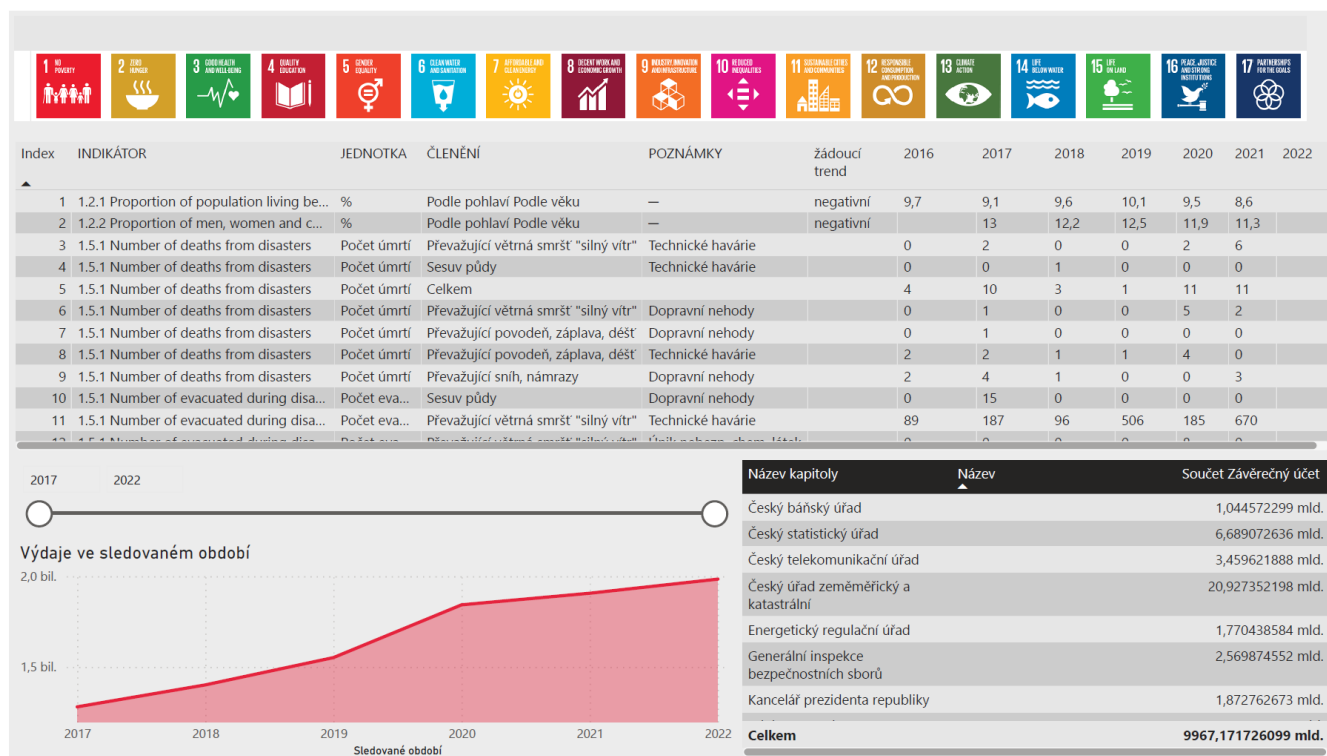 1 NO POVERTY
2 ZERO HUNGER
3 GOOD HEALTH AND WELL-BEING
4 QUALITY EDUCATION
5 GENDER EQUALITY
6 CLEAN WATER AND SANITATION
7 AFFORDABLE AND CLEAN ENERGY
8 DECENT WORK AND ECONOMIC GROWTH
9 INDUSTRY, INNOVATION AND INFRASTRUCTURE
10 REDUCED INEQUALITIES
11 SUSTAINABLE CITIES AND COMMUNITIES
12 RESPONSIBLE CONSUMPTION AND PRODUCTION
13 CLIMATE ACTION
14 LIFE BELOW WATER
15 LIFE ON LAND
16 PEACE, JUSTICE AND STRONG INSTITUTIONS
17 PARTNERSHIPS FOR THE GOALS
Index INDIKÁTOR JEDNOTKA ČLENĚNÍ POZNÁMKY žádoucí trend 2016 2017 2018 2019 2020 2021 2022
1 1.2.1 Proportion of population living be... % Podle pohlaví Podle věku — negativní 9,7 9,1 9,6 10,1 9,5 8,6
2 1.2.2 Proportion of men, women and c... % Podle pohlaví Podle věku — negativní 13 12,2 12,5 11,9 11,3
3 1.5.1 Number of deaths from disasters Počet úmrtí Převažující větrná smršť "silný vítr" Technické havárie 0 2 0 0 2 6
4 1.5.1 Number of deaths from disasters Počet úmrtí Sesuv půdy Technické havárie 0 0 1 0 0 0
5 1.5.1 Number of deaths from disasters Počet úmrtí Celkem 4 10 3 1 11 11
6 1.5.1 Number of deaths from disasters Počet úmrtí Převažující větrná smršť "silný vítr" Dopravní nehody 0 1 0 0 5 2
7 1.5.1 Number of deaths from disasters Počet úmrtí Převažující povodeň, záplava, déšť Dopravní nehody 0 1 0 0 0 0
8 1.5.1 Number of deaths from disasters Počet úmrtí Převažující povodeň, záplava, déšť Technické havárie 2 2 1 1 4 0
9 1.5.1 Number of deaths from disasters Počet úmrtí Převažující sníh, námrazy Dopravní nehody 2 4 1 0 0 3
10 1.5.1 Number of evacuated during disa... Počet eva... Sesuv půdy Dopravní nehody 0 15 0 0 0 0
11 1.5.1 Number of evacuated during disa... Počet eva... Převažující větrná smršť "silný vítr" Technické havárie 89 187 96 506 185 670
2017 2022
Výdaje ve sledovaném období
2,0 bil.
1,5 bil.
2017 2018 2019 2020 2021 2022
Sledované období
Název kapitoly Název Součet Závěrečný účet
Český báňský úřad 1,044572299 mld.
Český statistický úřad 6,689072636 mld.
Český telekomunikační úřad 3,459621888 mld.
Český úřad zeměměřický a 20,927352198 mld.
katastrální
Energetický regulační úřad 1,770438584 mld.
Generální inspekce 2,569874552 mld.
bezpečnostních sborů
Kancelář prezidenta republiky 1,872762673 mld.
Celkem 9967,171726099 mld.